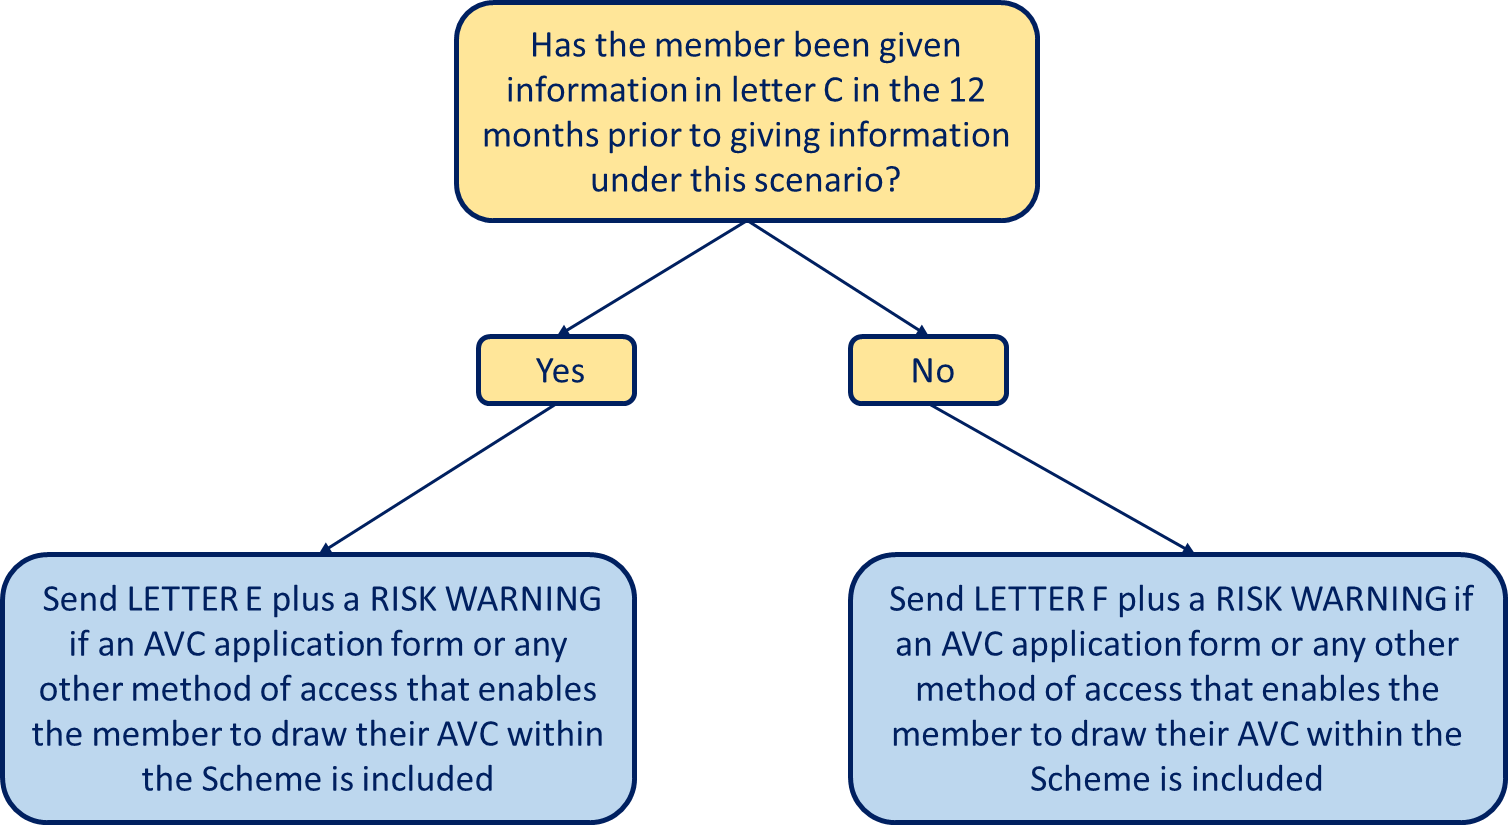 Has the member been given
information in letter C in the 12
months prior to giving information
under this scenario?
Yes
No
Send LETTER E plus a RISK WARNING
if an AVC application form or any
other method of access that enables
the member to draw their AVC within
the Scheme is included
Send LETTER F plus a RISK WARNING if
an AVC application form or any other
method of access that enables the
member to draw their AVC within the
Scheme is included